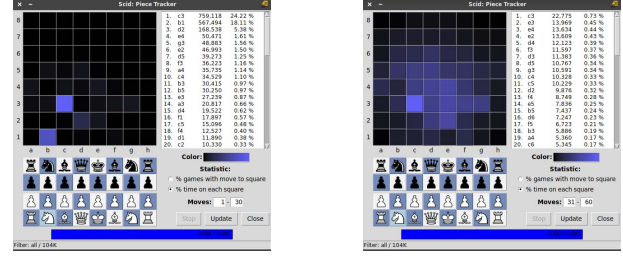 Scid: Piece Tracker
8
7
6
5
4
3
2
1
a b c d e f g h
1. c3 759,118 24.22 %
2. b1 567,494 18.11 %
3. d2 168,538 5.38 %
4. e4 50,471 1.61 %
5. g3 48,883 1.56 %
6. e2 46,993 1.50 %
7. d5 39,273 1.25 %
8. f3 36,223 1.16 %
9. a4 35,735 1.14 %
10. c4 34,529 1.10 %
11. b3 30,415 0.97 %
12. b5 30,250 0.97 %
13. e3 27,239 0.87 %
14. a3 20,817 0.66 %
15. d4 19,522 0.62 %
16. f1 17,897 0.57 %
17. c5 15,096 0.48 %
18. f4 12,527 0.40 %
19. d1 11,890 0.38 %
20. c2 10,330 0.33 %
Color:
Statistic:
% games with move to square
% time on each square
Moves: 1 - 30
Stop Update Close
Filter: all / 104K
Scid: Piece Tracker
8
7
6
5
4
3
2
1
a b c d e f g h
1. c3 22,775 0.73 %
2. e3 13,969 0.45 %
3. e4 13,634 0.44 %
4. e2 13,609 0.43 %
5. d4 12,123 0.39 %
6. f3 11,597 0.37 %
7. d3 11,383 0.36 %
8. d5 10,767 0.34 %
9. g3 10,591 0.34 %
10. c4 10,328 0.33 %
11. c5 10,229 0.33 %
12. d2 9,876 0.32 %
13. f4 8,749 0.28 %
14. e5 7,836 0.25 %
15. b5 7,437 0.24 %
16. d6 7,247 0.23 %
17. f5 6,723 0.21 %
18. b3 5,886 0.19 %
19. a4 5,360 0.17 %
20. c6 5,345 0.17 %
Color:
Statistic:
% games with move to square
% time on each square
Moves: 31 - 60
Stop Update Close
Filter: all / 104K